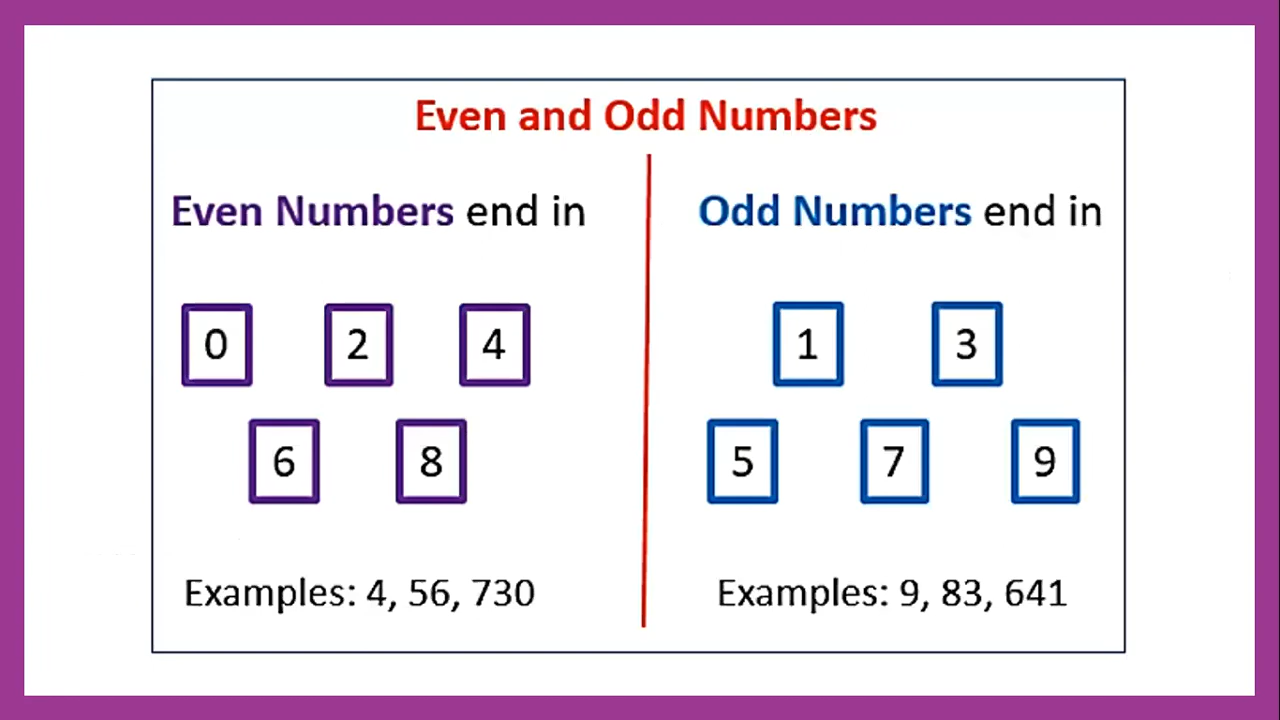 Even and Odd Numbers
Even Numbers end in
0 2 4
6 8
Examples: 4, 56, 730
Odd Numbers end in
1 3
5 7 9
Examples: 9, 83, 641